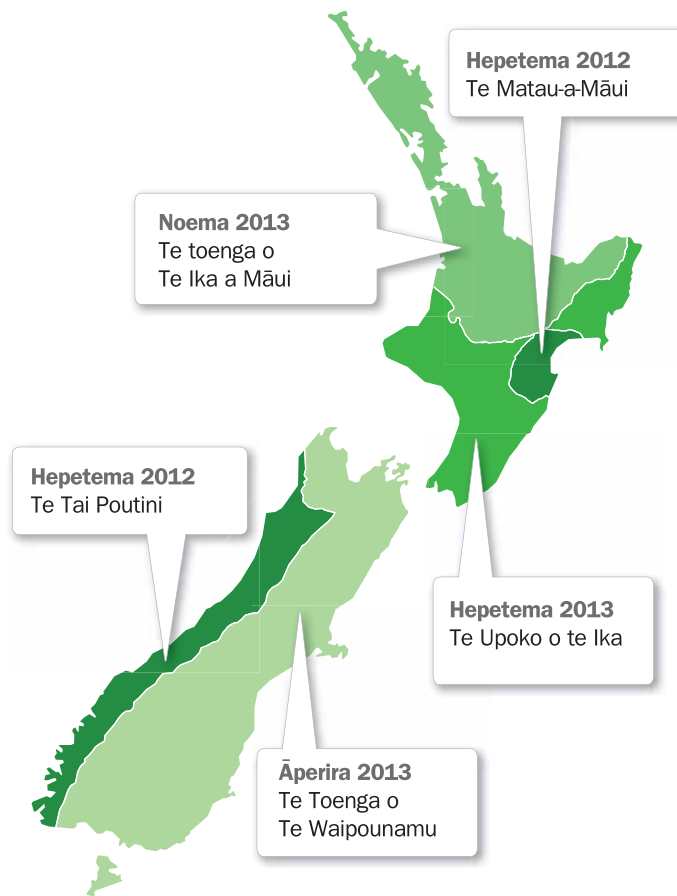 Hepetema 2012
Te Matau-a-Māui
Noema 2013
Te toenga o
Te Ika a Māui
Hepetema 2012
Te Tai Poutini
Hepetema 2013
Te Upoko o te Ika
Āperira 2013
Te Toenga o
Te Waipounamu